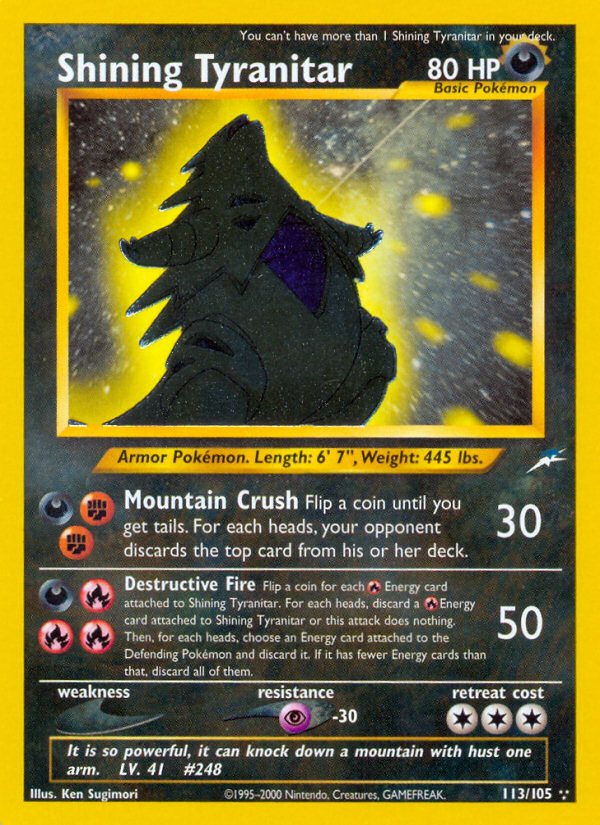 You can't have more than 1 Shining Tyranitar in your deck.
Shining Tyranitar 80 HP
Basic Pokémon
Armor Pokémon. Length: 6' 7", Weight: 445 lbs.
Mountain Crush Flip a coin until you
get tails. For each heads, your opponent
discards the top card from his or her deck.
30
Destructive Fire Flip a coin for each Energy card
attached to Shining Tyranitar. For each heads, discard a Energy
card attached to Shining Tyranitar or this attack does nothing.
Then, for each heads, choose an Energy card attached to the
Defending Pokémon and discard it. If it has fewer Energy cards than
that, discard all of them.
50
weakness resistance retreat cost
-30
It is so powerful, it can knock down a mountain with hust one
arm. LV. 41 #248
Illus. Ken Sugimori ©1995-2000 Nintendo, Creatures, GAMEFREAK. 113/105